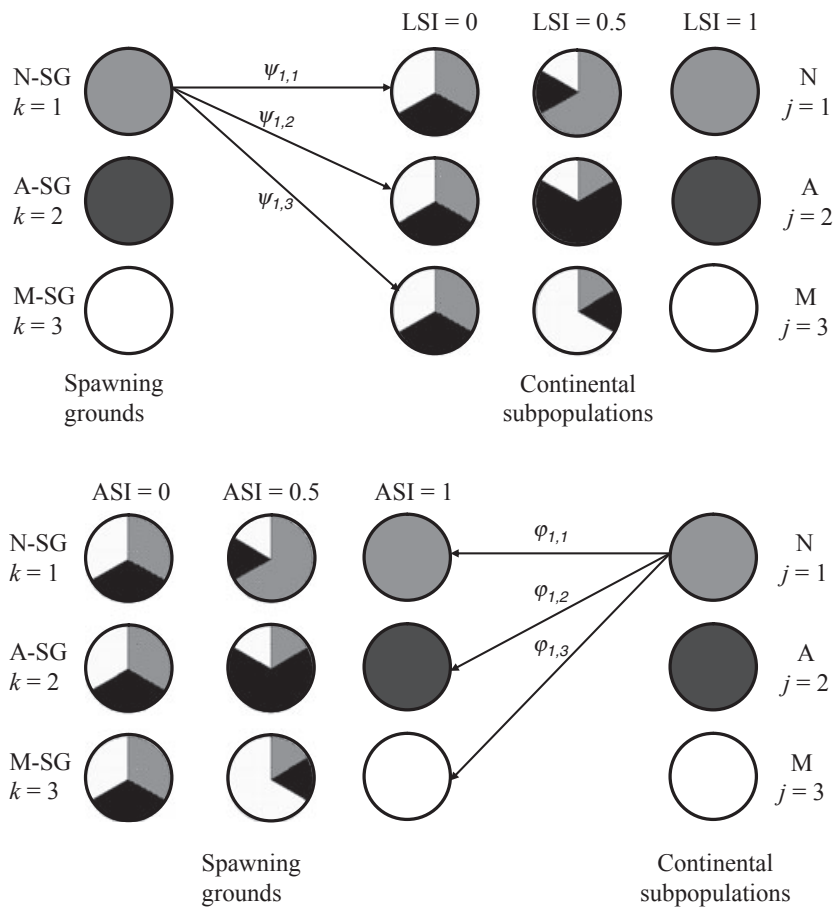 LSI = 0 LSI = 0.5 LSI = 1
N-SG
k = 1
ψ1,1
N
j = 1
ψ1,2
A-SG
k = 2
A
j = 2
ψ1,3
M-SG
k = 3
M
j = 3
Spawning
grounds
Continental
subpopulations
ASI = 0 ASI = 0.5 ASI = 1
N-SG
k = 1
φ1,1
N
j = 1
φ1,2
A-SG
k = 2
φ1,3
A
j = 2
M-SG
k = 3
M
j = 3
Spawning
grounds
Continental
subpopulations